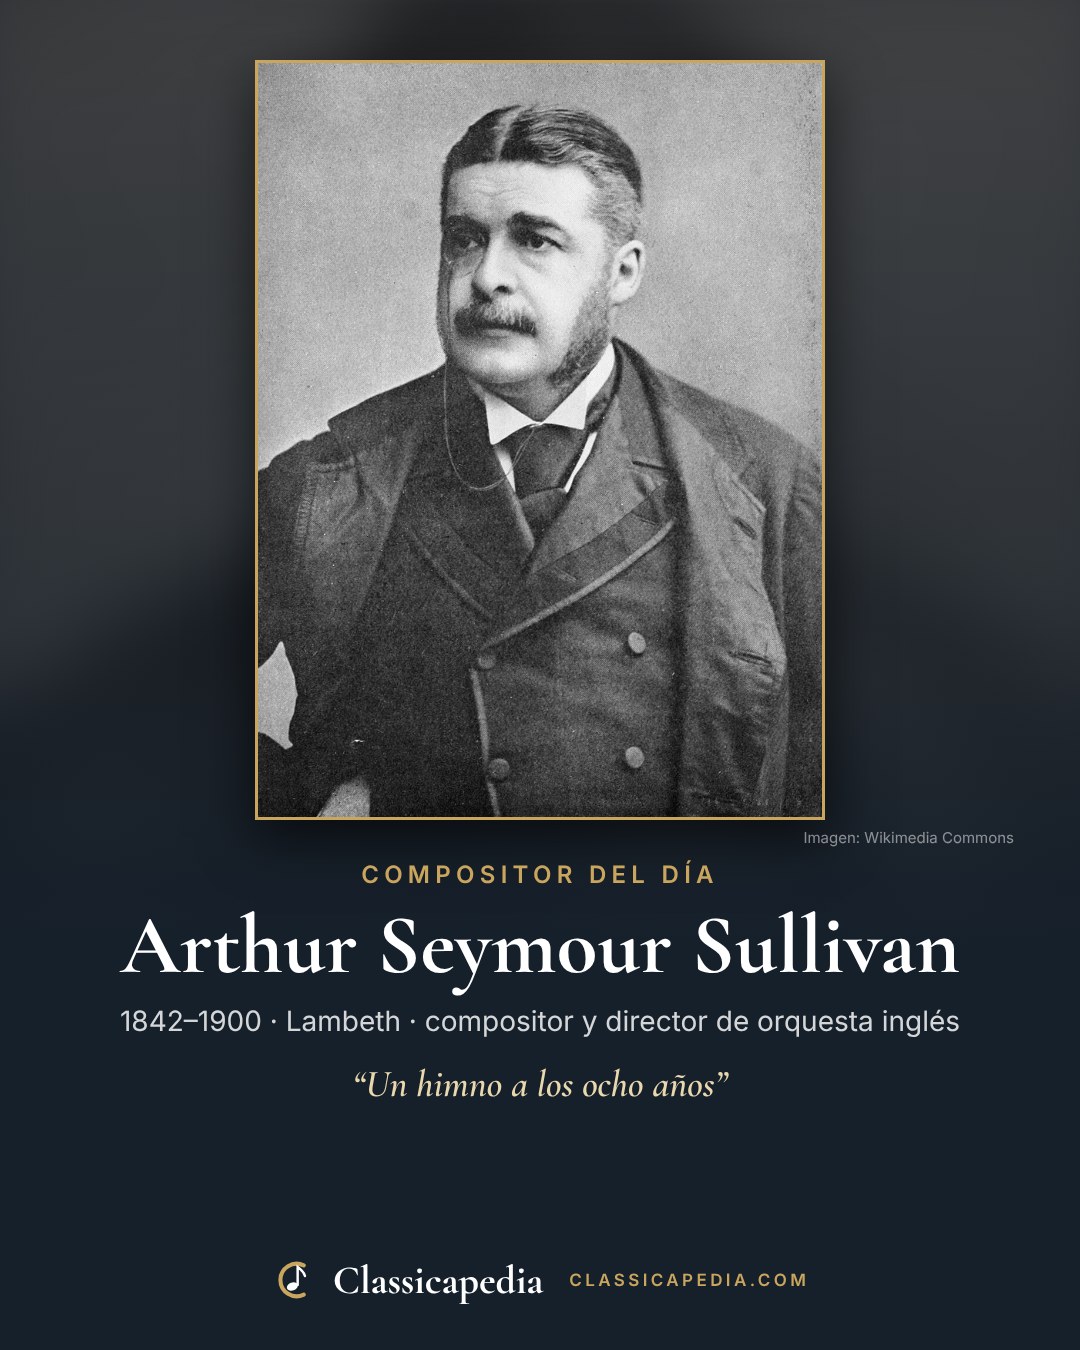 Imagen: Wikimedia Commons
COMPOSITOR DEL DÍA
Arthur Seymour Sullivan
1842–1900 · Lambeth · compositor y director de orquesta inglés
“Un himno a los ocho años”
Classicapedia CLASSICAPEDIA.COM